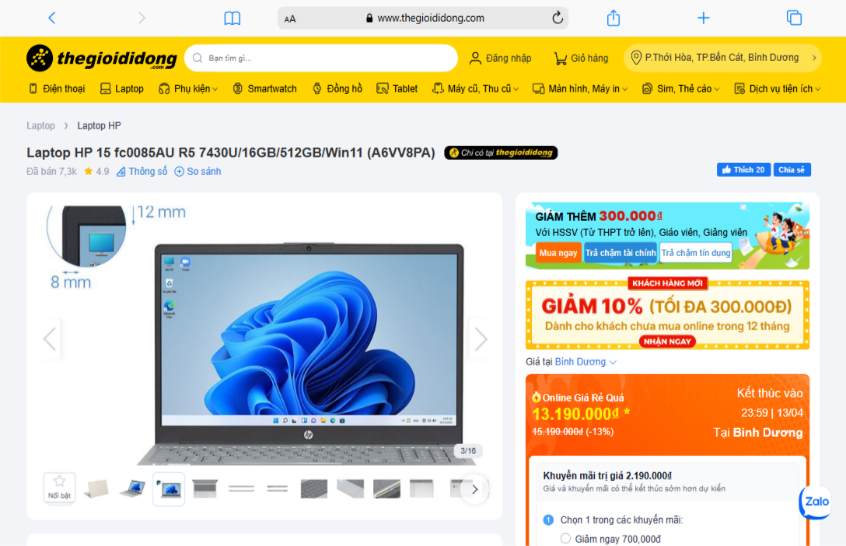 AA www.thegioididong.com
thegioididong
.com
Bạn tìm gì...
Đăng nhập
Giỏ hàng
P.Thới Hòa, TP.Bến Cát, Bình Dương
Điện thoại
Laptop
Phụ kiện
Smartwatch
Đồng hồ
Tablet
Máy cũ, Thu cũ
Màn hình, Máy in
Sim, Thẻ cào
Dịch vụ tiện ích
Laptop > Laptop HP
Laptop HP 15 fc0085AU R5 7430U/16GB/512GB/Win11 (A6VV8PA)
Chỉ có tại thegioididong
Đã bán 7,3k 4.9 Thông số So sánh
Thích 20
Chia sẻ
12 mm
8 mm
hp
3/16
Nổi bật
GIẢM THÊM 300.000₫
Với HSSV (Từ THPT trở lên), Giáo viên, Giảng viên
Mua ngay
Trả chậm tài chính
Trả chậm tín dụng
KHÁCH HÀNG MỚI
GIẢM 10% (TỐI ĐA 300.000Đ)
Dành cho khách chưa mua online trong 12 tháng
NHẬN NGAY
Giá tại Bình Dương
Online Giá Rẻ Quá
13.190.000₫ *
15.190.000₫ (-13%)
Kết thúc vào
23:59 | 13/04
Tại Bình Dương
Khuyến mãi trị giá 2.190.000₫
Giá và khuyến mãi có thể kết thúc sớm hơn dự kiến
1 Chọn 1 trong các khuyến mãi:
Giảm ngay 700,000đ
Zalo